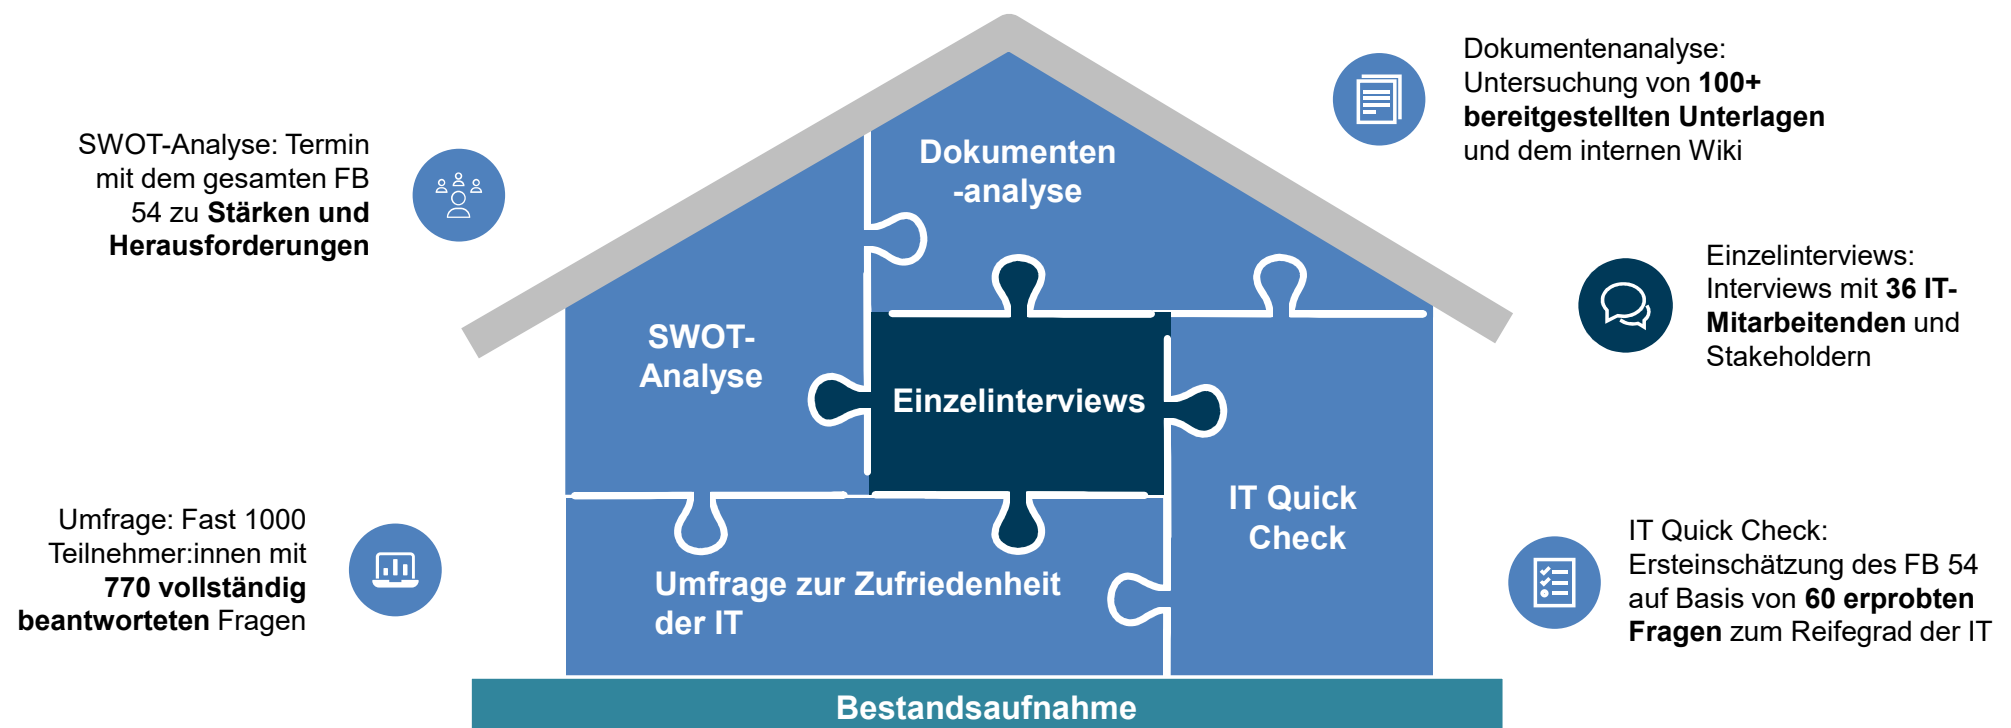 SWOT-Analyse: Termin
mit dem gesamten FB
54 zu Stärken und
Herausforderungen
Umfrage: Fast 1000
Teilnehmer:innen mit
770 vollständig
beantworteten Fragen
Dokumenten
-analyse
SWOT-
Analyse
Einzelinterviews
IT Quick
Check
Umfrage zur Zufriedenheit
der IT
Bestandsaufnahme
Dokumentenanalyse:
Untersuchung von 100+
bereitgestellten Unterlagen
und dem internen Wiki
Einzelinterviews:
Interviews mit 36 IT-
Mitarbeitenden und
Stakeholdern
IT Quick Check:
Ersteinschätzung des FB 54
auf Basis von 60 erprobten
Fragen zum Reifegrad der IT